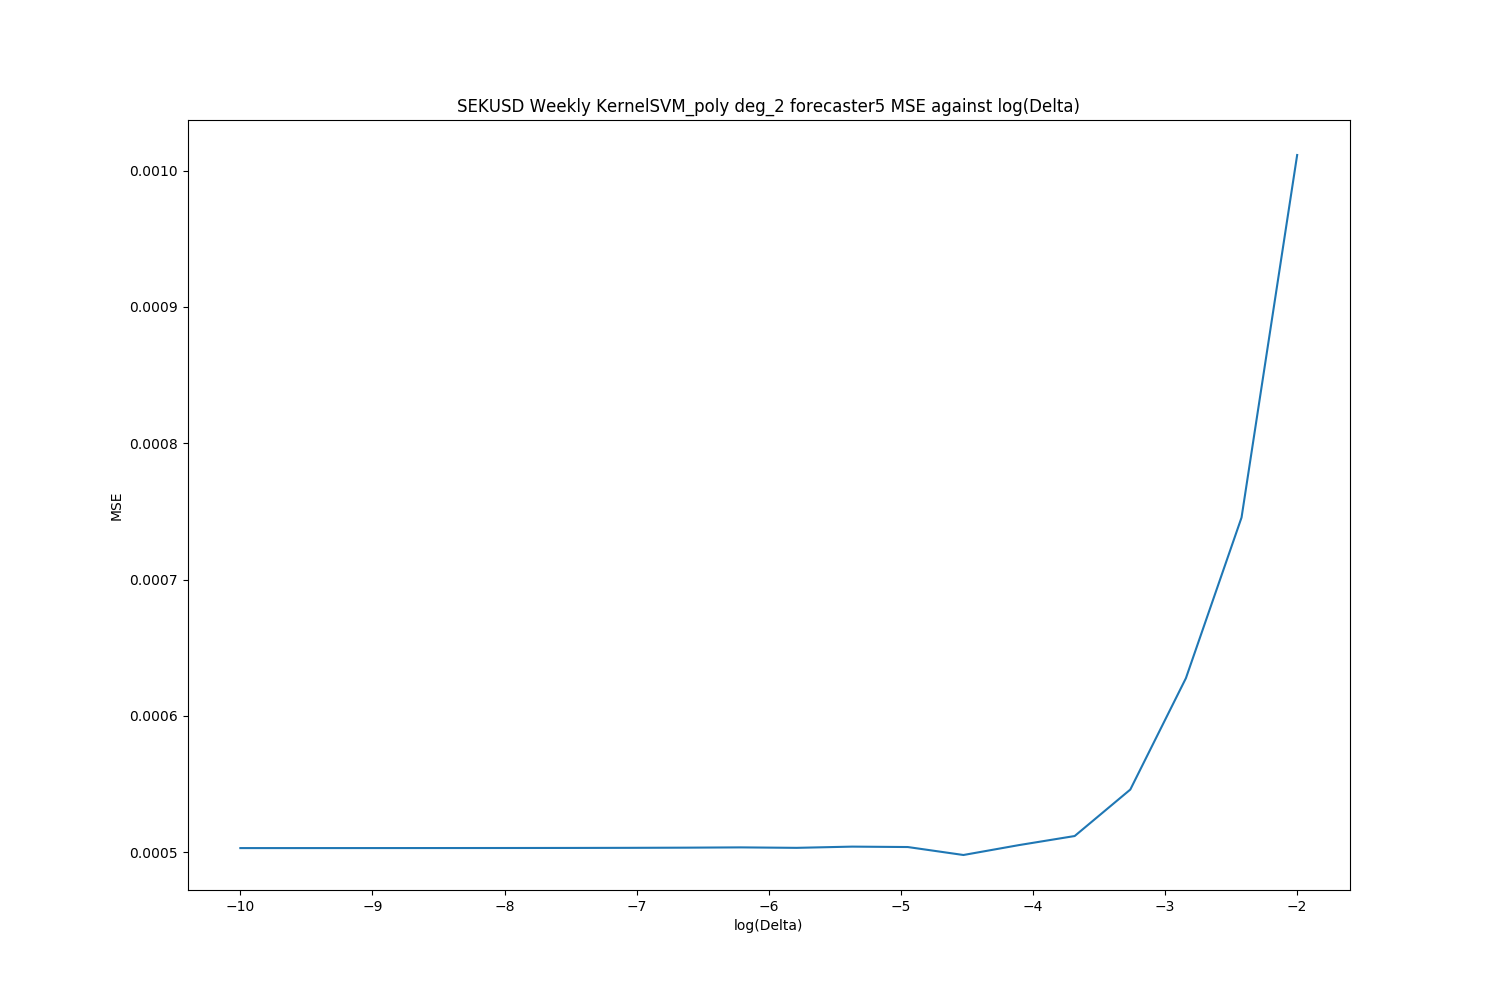 SEKUSD Weekly KernelSVM_poly deg_2 forecaster5 MSE against log(Delta)
0.0010
0.0009
0.0008
MSE
0.0007
0.0006
0.0005
−10 −9 −8 −7 −6 −5 −4 −3 −2
log(Delta)